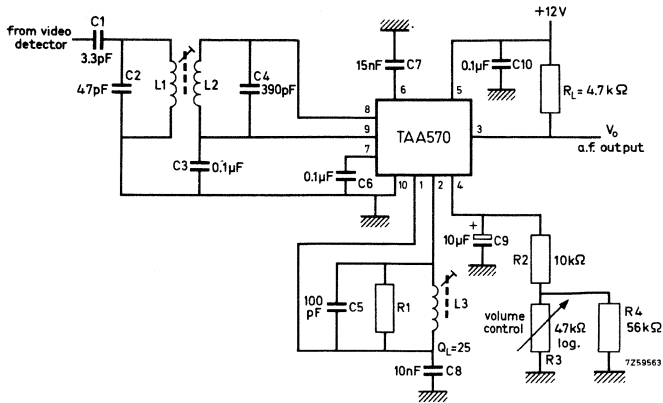 +12V
from video
detector
C1
3.3pF
C2
47pF
L1
L2
C4
390pF
15nF
C7
0.1µF
C10
RL = 4.7kΩ
6
5
8
9
7
TAA570
3
Vo
a.f. output
C3
0.1µF
0.1µF
C6
10
1
2
4
+
10µF
C9
R2
10kΩ
100
pF
C5
R1
L3
QL=25
10nF
C8
volume
control
47kΩ
log.
R3
R4
56kΩ
7Z59563